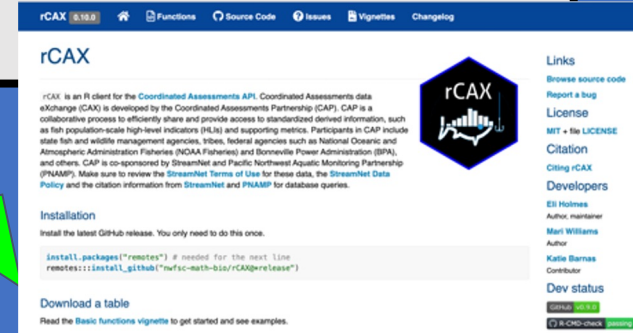 rCAX 0.10.0 Functions Source Code Issues Vignettes Changelog
rCAX
rCAX is an R client for the Coordinated Assessments API. Coordinated Assessments data
eXchange (CAX) is developed by the Coordinated Assessments Partnership (CAP). CAP is a
collaborative process to efficiently share and provide access to standardized derived information, such
as fish population-scale high-level indicators (HLIs) and supporting metrics. Participants in CAP include
state fish and wildlife management agencies, tribes, federal agencies such as National Oceanic and
Atmospheric Administration Fisheries (NOAA Fisheries) and Bonneville Power Administration (BPA),
and others. CAP is co-sponsored by StreamNet and Pacific Northwest Aquatic Monitoring Partnership
(PNAMP). Make sure to review the StreamNet Terms of Use for these data, the StreamNet Data
Policy and the citation information from StreamNet and PNAMP for database queries.
Installation
Install the latest GitHub release. You only need to do this once.
install.packages("remotes") # needed for the next line
remotes:::install_github("nwfsc-math-bio/rCAX@*release")
Download a table
Read the Basic functions vignette to get started and see examples.
rCAX
Links
Browse source code
Report a bug
License
MIT + file LICENSE
Citation
Citing rCAX
Developers
Eli Holmes
Author, maintainer
Mari Williams
Author
Katie Barnas
Contributor
Dev status
GitHub v0.9.0
R-CMD-check passing